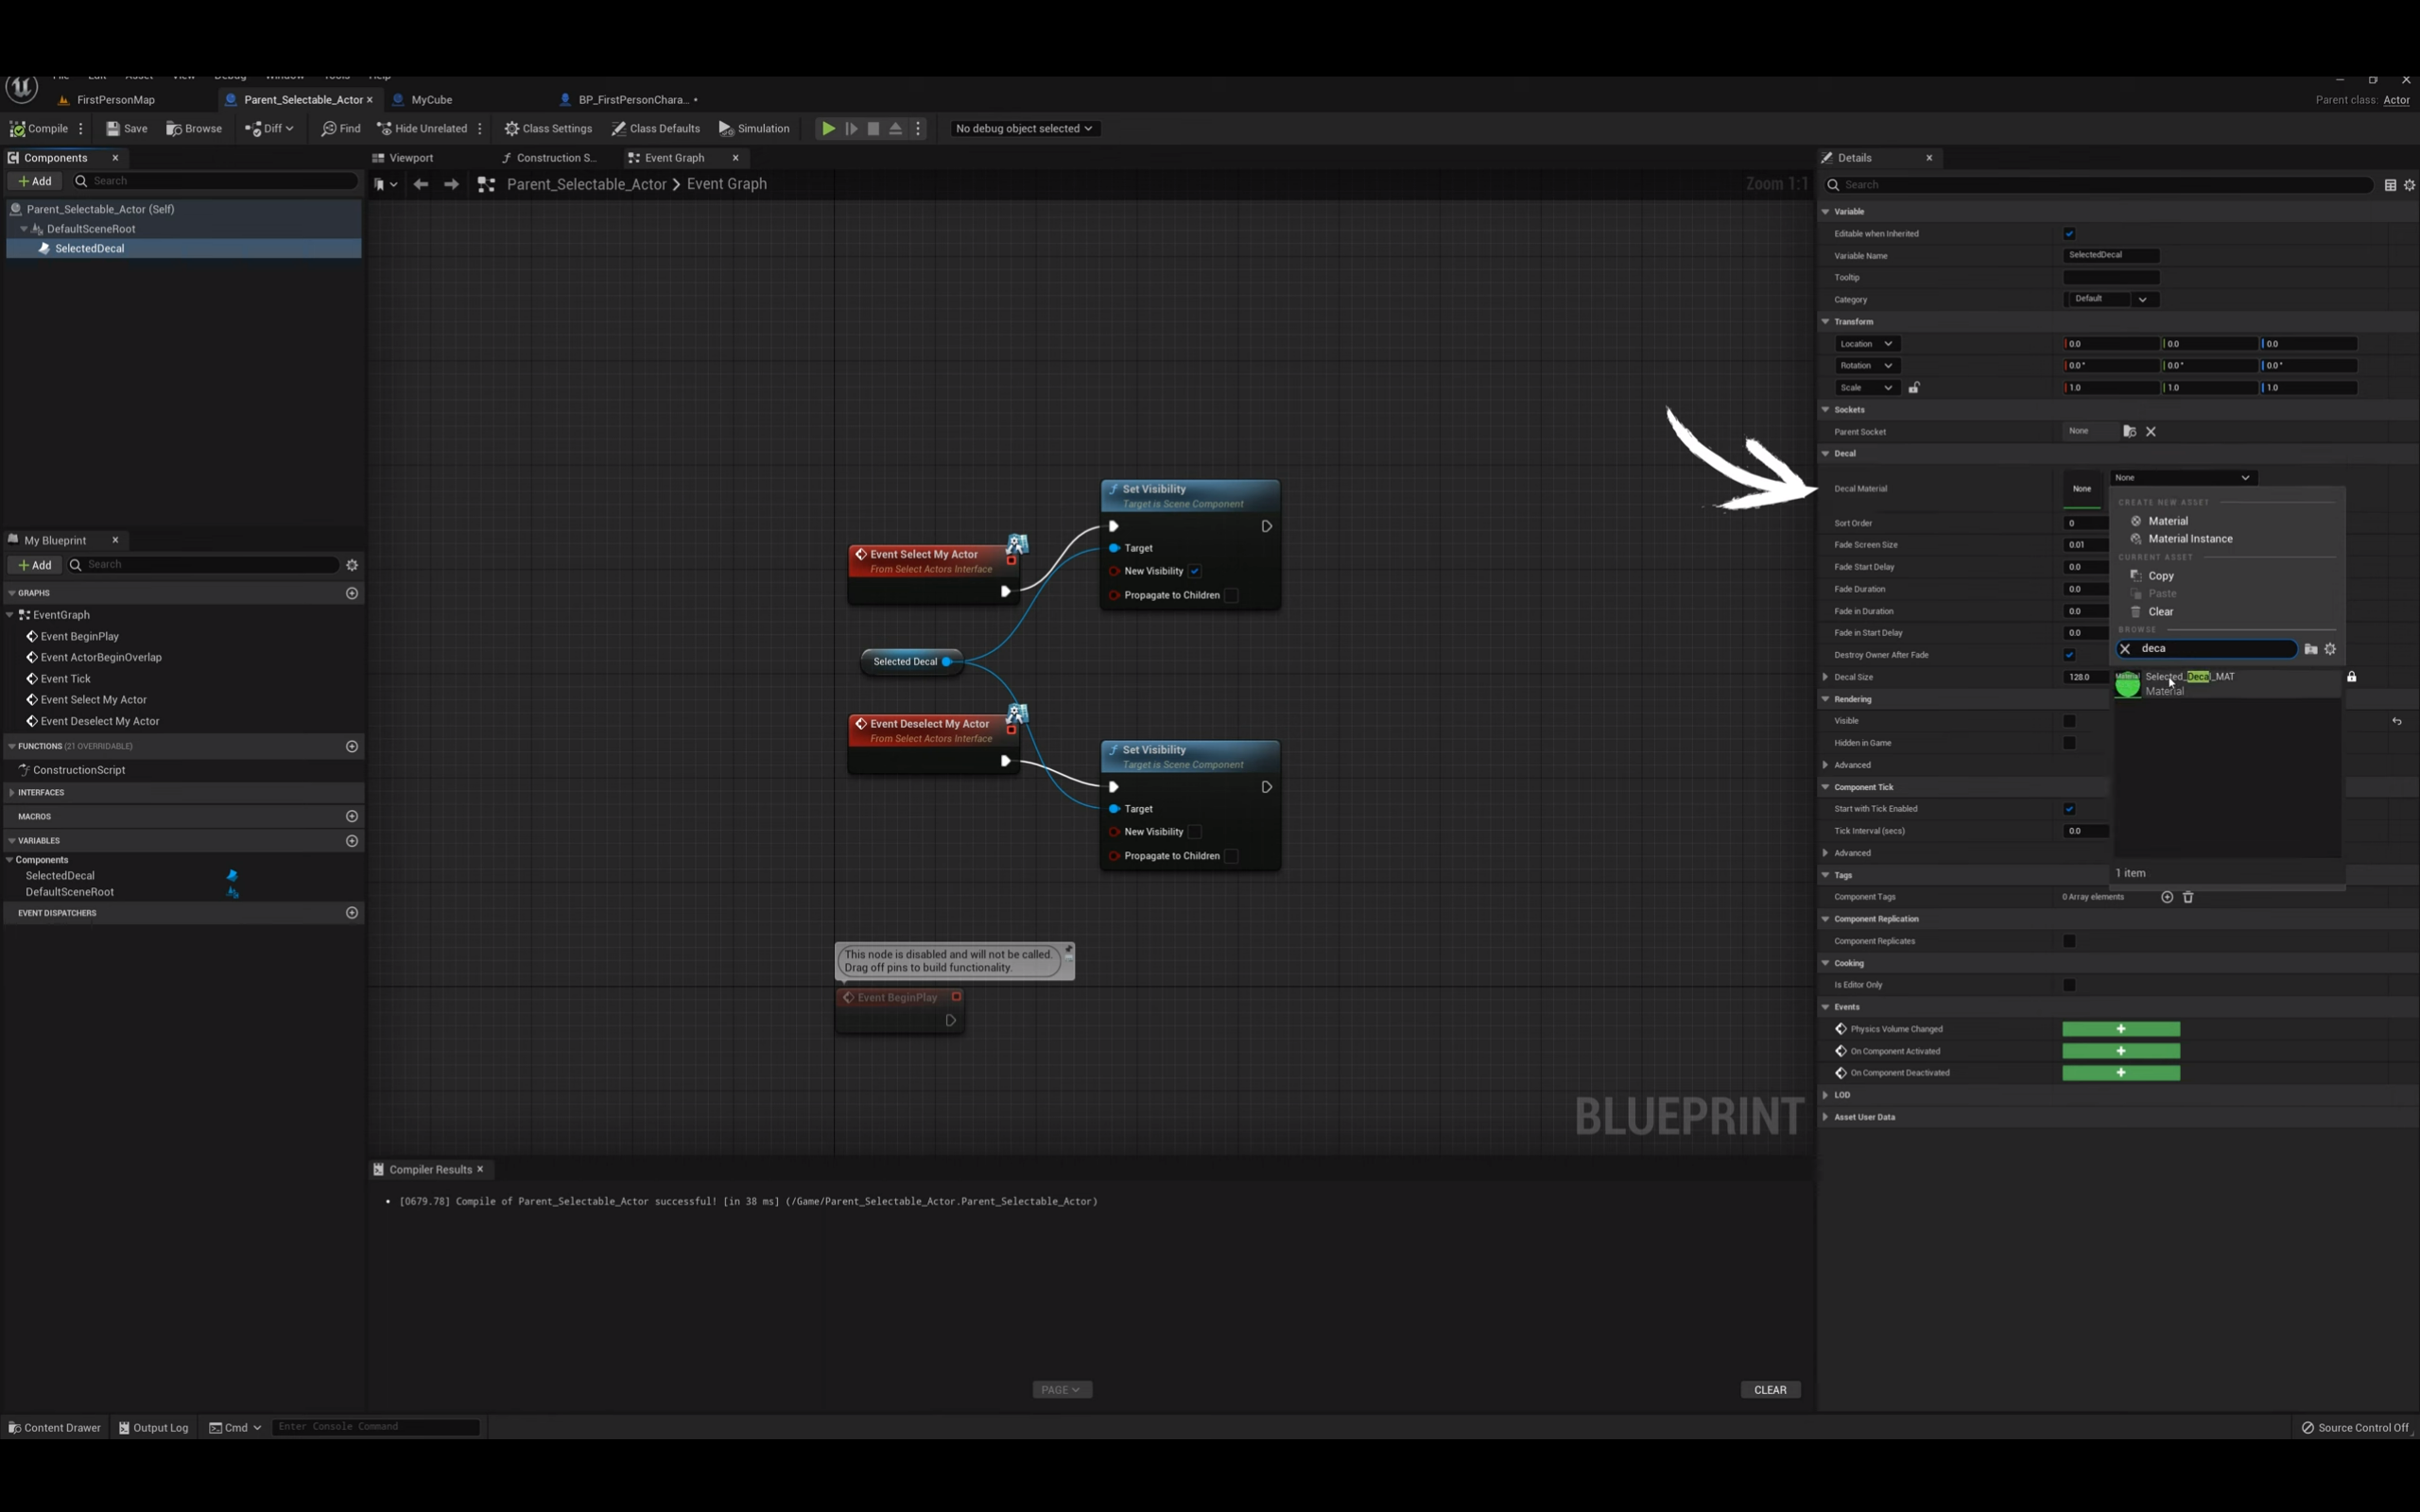 File Edit Asset View Debug Window Tools Help
FirstPersonMap
Parent_Selectable_Actor
MyCube
BP_FirstPersonChara... •
Parent class: Actor
Compile
Save
Browse
Diff
Find
Hide Unrelated
Class Settings
Class Defaults
Simulation
No debug object selected
Components
Add
Search
Parent_Selectable_Actor (Self)
DefaultSceneRoot
SelectedDecal
My Blueprint
Add
Search
GRAPHS
EventGraph
Event BeginPlay
Event ActorBeginOverlap
Event Tick
Event Select My Actor
Event Deselect My Actor
FUNCTIONS (21 OVERRIDABLE)
ConstructionScript
INTERFACES
MACROS
VARIABLES
Components
SelectedDecal
DefaultSceneRoot
EVENT DISPATCHERS
Viewport
Construction S...
Event Graph
Parent_Selectable_Actor > Event Graph
Zoom 1:1
Set Visibility
Target is Scene Component
Target
New Visibility
Propagate to Children
Event Select My Actor
From Select Actors Interface
Selected Decal
Event Deselect My Actor
From Select Actors Interface
Set Visibility
Target is Scene Component
Target
New Visibility
Propagate to Children
This node is disabled and will not be called.
Drag off pins to build functionality.
Event BeginPlay
BLUEPRINT
Compiler Results
• [0679.78] Compile of Parent_Selectable_Actor successful! [in 38 ms] (/Game/Parent_Selectable_Actor.Parent_Selectable_Actor)
PAGE
CLEAR
Details
Search
Variable
Editable when Inherited
Variable Name SelectedDecal
Tooltip
Category Default
Transform
Location 0.0 0.0 0.0
Rotation 0.0° 0.0° 0.0°
Scale 1.0 1.0 1.0
Sockets
Parent Socket None
Decal
Decal Material None None
Sort Order 0
Fade Screen Size 0.01
Fade Start Delay 0.0
Fade Duration 0.0
Fade in Duration 0.0
Fade in Start Delay 0.0
Destroy Owner After Fade
Decal Size 128.0
Rendering
Visible
Hidden in Game
Advanced
Component Tick
Start with Tick Enabled
Tick Interval (secs) 0.0
Advanced
Tags
Component Tags 0 Array elements
Component Replication
Component Replicates
Cooking
Is Editor Only
Events
Physics Volume Changed
On Component Activated
On Component Deactivated
LOD
Asset User Data
CREATE NEW ASSET
Material
Material Instance
CURRENT ASSET
Copy
Paste
Clear
BROWSE
deca
Selected_Decal_MAT
Material
1 item
Content Drawer
Output Log
Cmd
Enter Console Command
Source Control Off